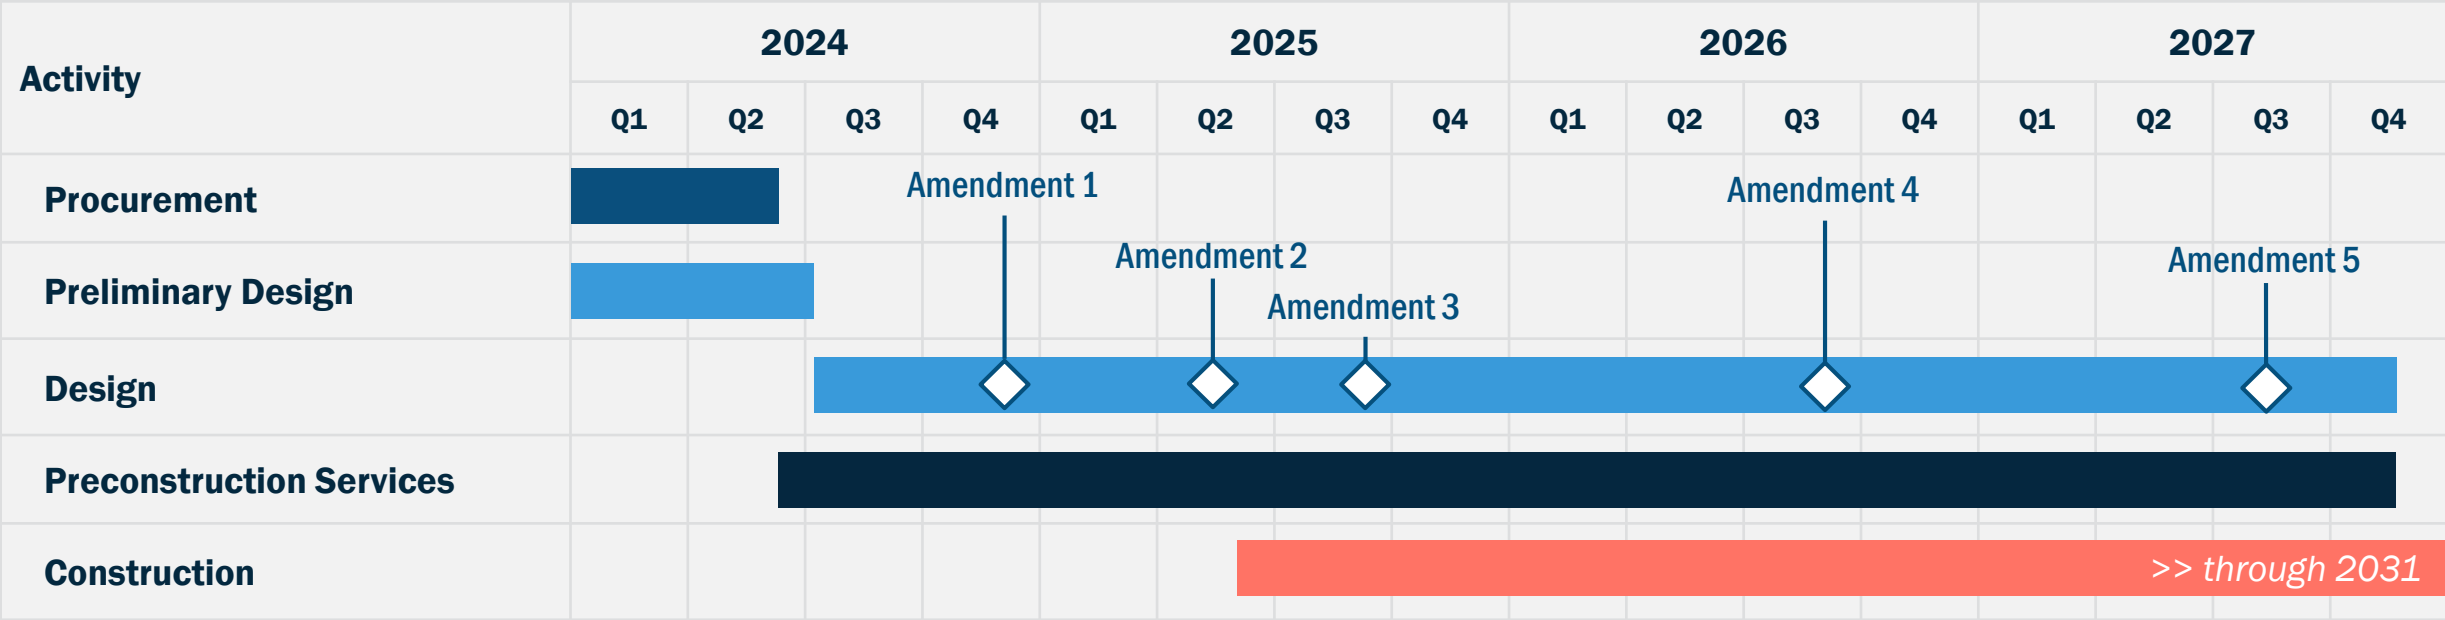 Activity
2024
2025
2026
2027
Q1 Q2 Q3 Q4 Q1 Q2 Q3 Q4 Q1 Q2 Q3 Q4 Q1 Q2 Q3 Q4
Procurement
Amendment 1
Amendment 4
Preliminary Design
Amendment 2
Amendment 5
Amendment 3
Design
Preconstruction Services
Construction
>> through 2031